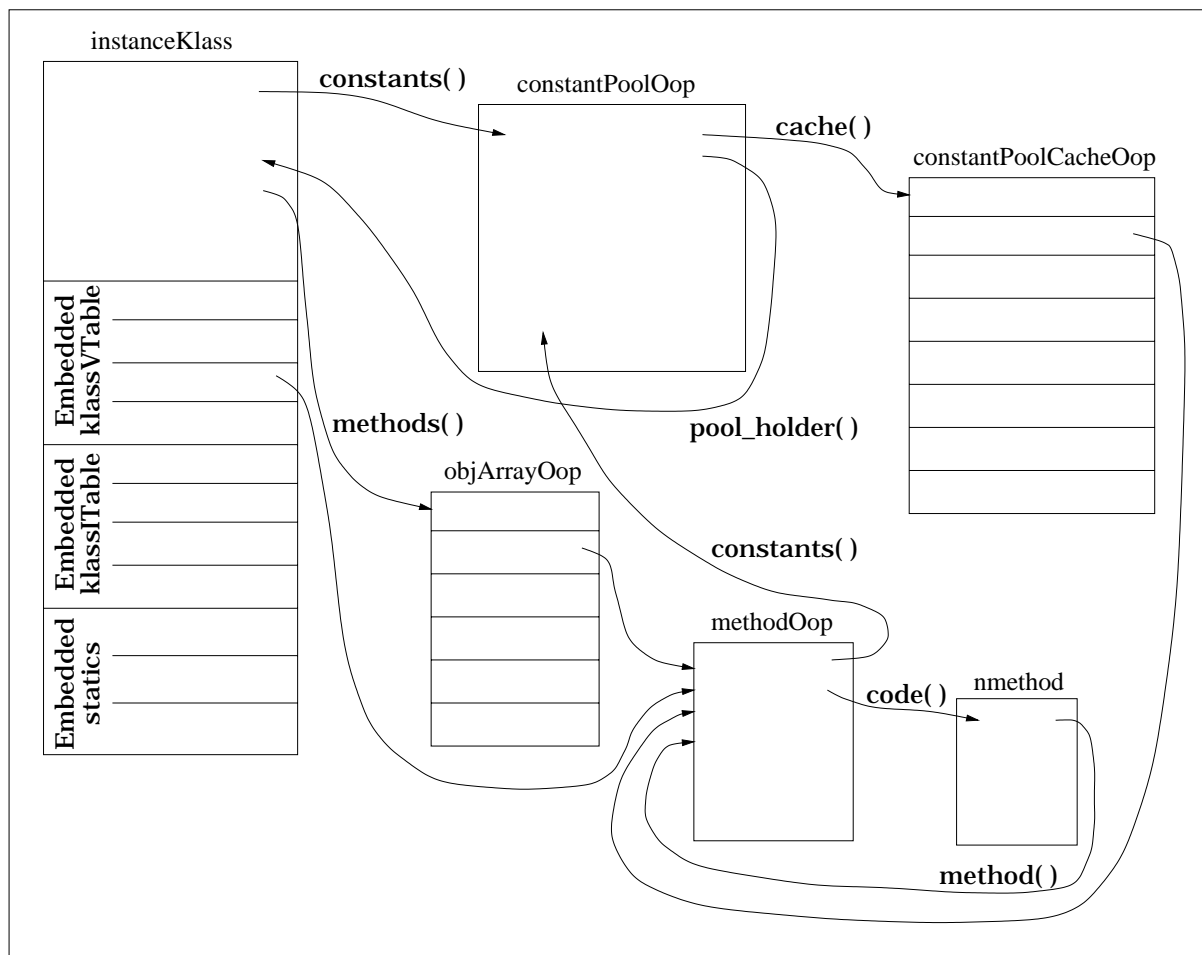 instanceKlass
constants( )
constantPoolOop
cache( )
constantPoolCacheOop
Embedded
klassVTable
methods( )
pool_holder( )
objArrayOop
Embedded
klassITable
constants( )
methodOop
Embedded
statics
code( )
nmethod
method( )